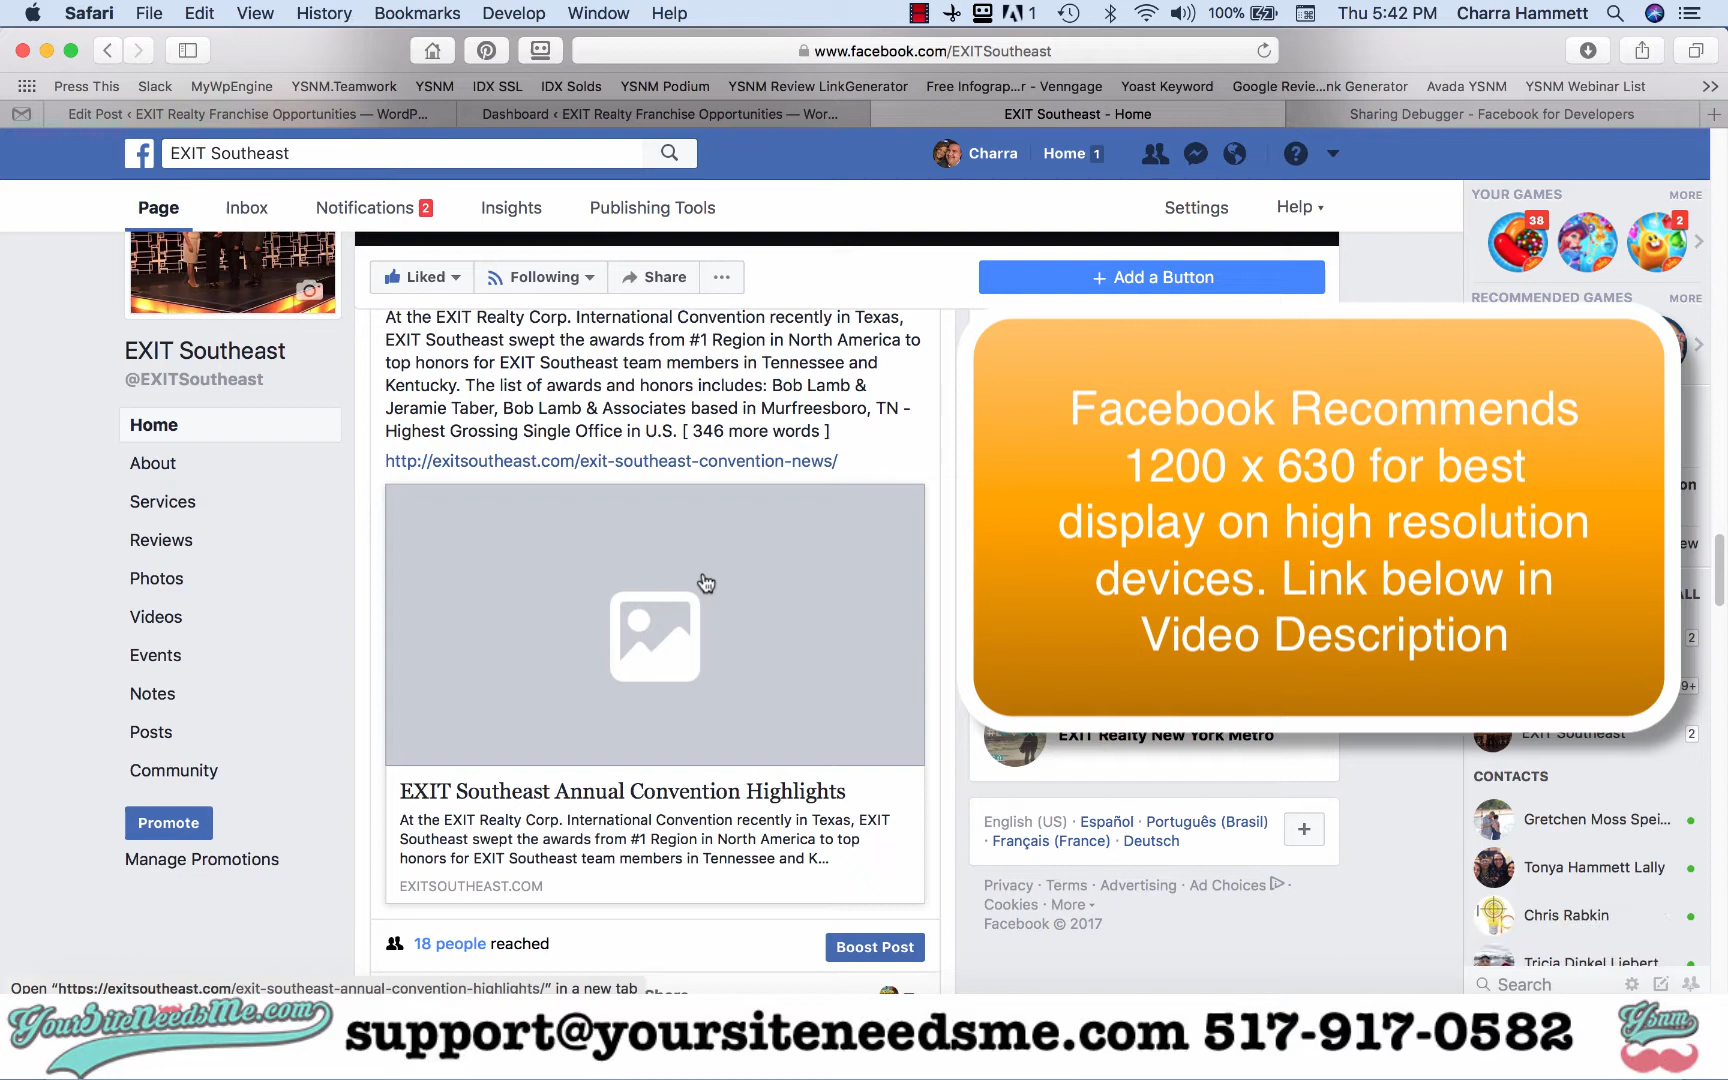 Safari File Edit View History Bookmarks Develop Window Help 1 100% Thu 5:42 PM Charra Hammett
www.facebook.com/EXITSoutheast
Press This Slack MyWpEngine YSNM.Teamwork YSNM IDX SSL IDX Solds YSNM Podium YSNM Review LinkGenerator Free Infograp...r - Venngage Yoast Keyword Google Revie...nk Generator Avada YSNM YSNM Webinar List
Edit Post ‹ EXIT Realty Franchise Opportunities — WordP... Dashboard ‹ EXIT Realty Franchise Opportunities — Wor... EXIT Southeast - Home Sharing Debugger - Facebook for Developers
EXIT Southeast Charra Home 1
Page Inbox Notifications 2 Insights Publishing Tools Settings Help
YOUR GAMES MORE
38 2
RECOMMENDED GAMES MORE
Liked Following Share ... + Add a Button
EXIT Southeast
@EXITSoutheast
Home
About
Services
Reviews
Photos
Videos
Events
Notes
Posts
Community
Promote
Manage Promotions
At the EXIT Realty Corp. International Convention recently in Texas,
EXIT Southeast swept the awards from #1 Region in North America to
top honors for EXIT Southeast team members in Tennessee and
Kentucky. The list of awards and honors includes: Bob Lamb &
Jeramie Taber, Bob Lamb & Associates based in Murfreesboro, TN -
Highest Grossing Single Office in U.S. [ 346 more words ]
http://exitsoutheast.com/exit-southeast-convention-news/
EXIT Southeast Annual Convention Highlights
At the EXIT Realty Corp. International Convention recently in Texas, EXIT
Southeast swept the awards from #1 Region in North America to top
honors for EXIT Southeast team members in Tennessee and K...
EXITSOUTHEAST.COM
18 people reached Boost Post
Share
Facebook Recommends
1200 x 630 for best
display on high resolution
devices. Link below in
Video Description
2
9+
EXIT Realty New York Metro
EXIT Southeast 2
English (US) · Español · Português (Brasil)
· Français (France) · Deutsch
+
Privacy · Terms · Advertising · Ad Choices ·
Cookies · More
Facebook © 2017
CONTACTS
Gretchen Moss Spei...
Tonya Hammett Lally
Chris Rabkin
Tricia Dinkel Liebert
Search
Open “https://exitsoutheast.com/exit-southeast-annual-convention-highlights/” in a new tab
YourSiteNeedsMe.com support@yoursiteneedsme.com 517-917-0582 Ysnm